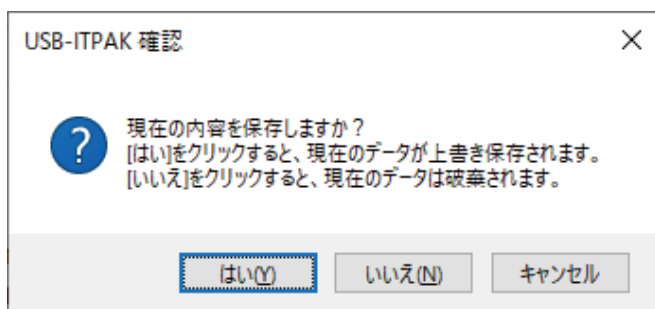 USB-ITPAK 確認
現在の内容を保存しますか？
[はい]をクリックすると、現在のデータが上書き保存されます。
[いいえ]をクリックすると、現在のデータは破棄されます。
はい(Y)
いいえ(N)
キャンセル